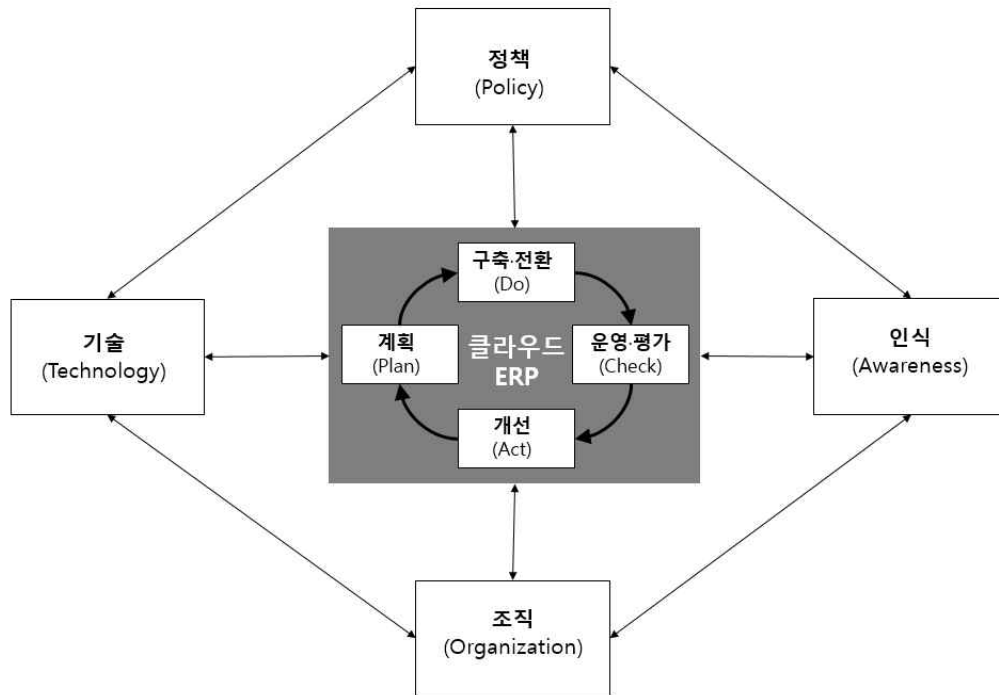 정책
(Policy)
구축·전환
(Do)
기술
(Technology)
계획
(Plan)
클라우드
ERP
운영·평가
(Check)
인식
(Awareness)
개선
(Act)
조직
(Organization)